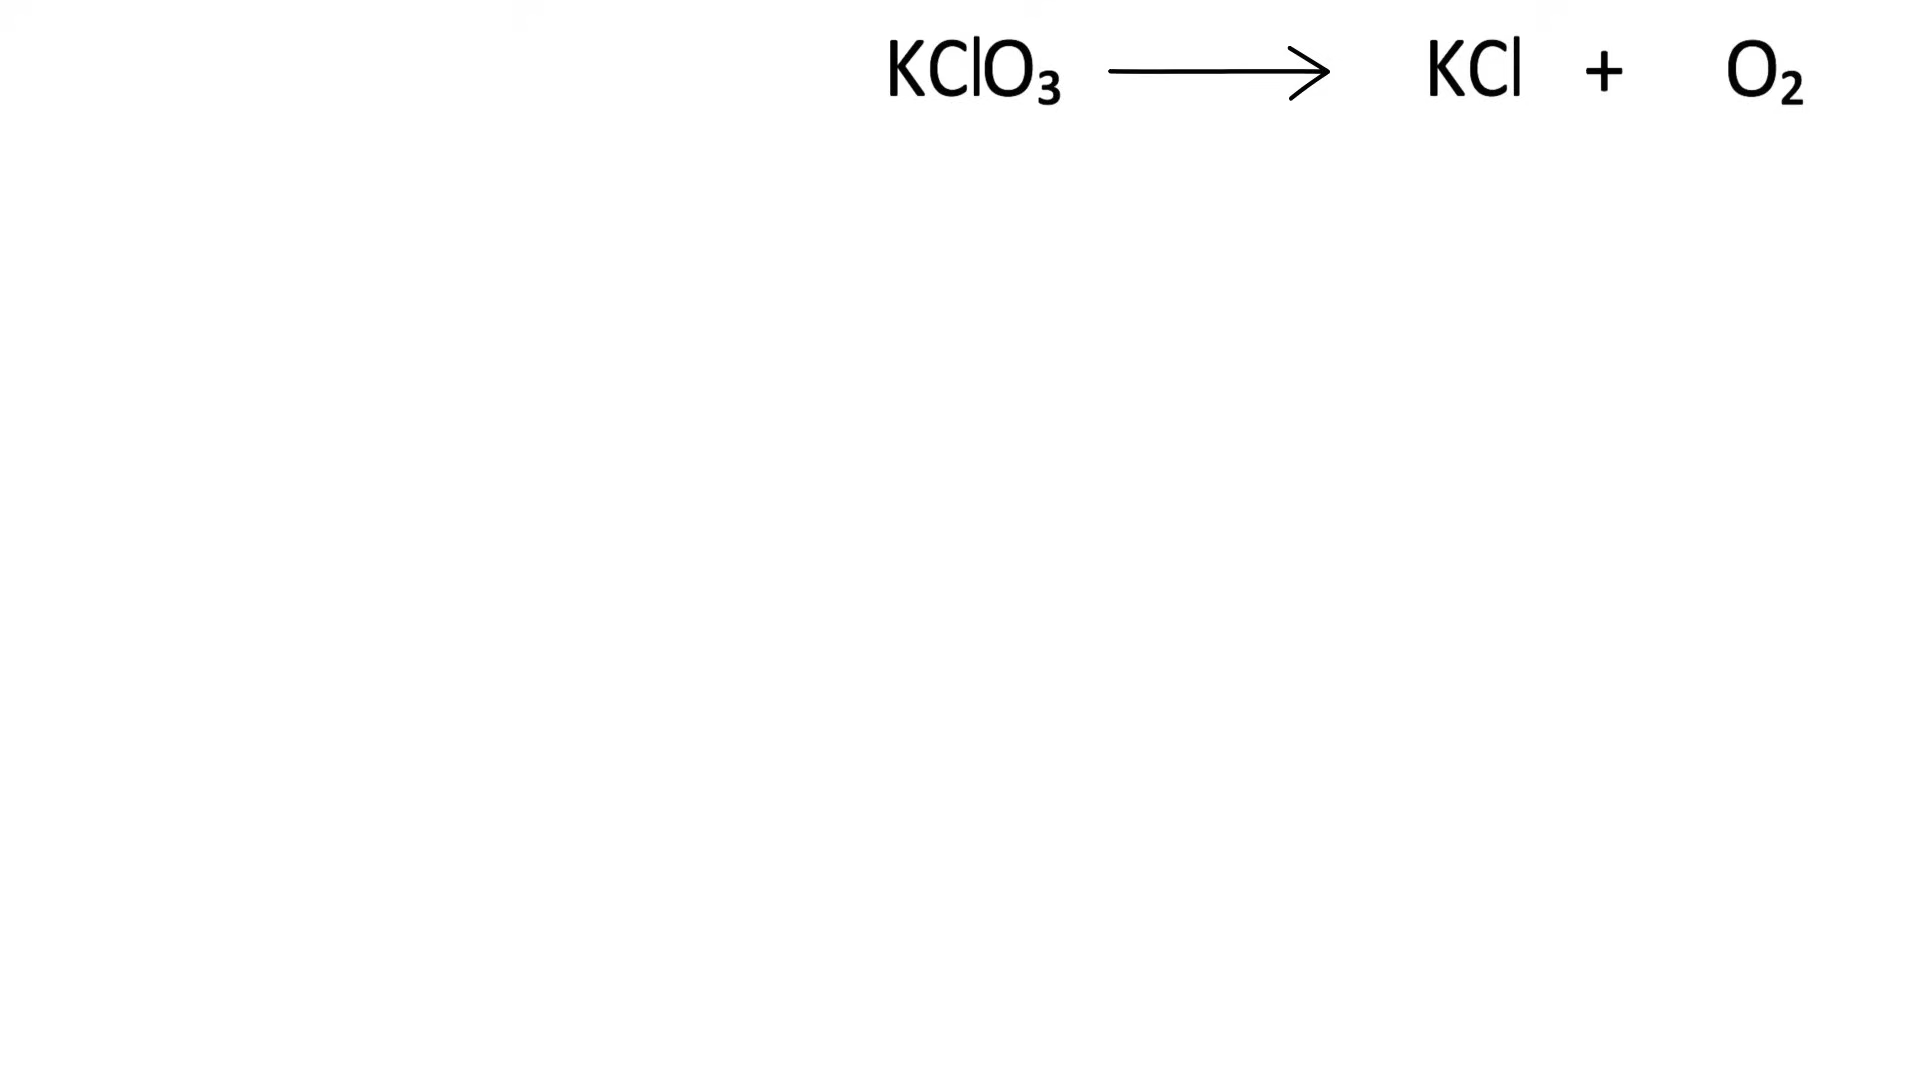 KClO₃ ⟶ KCl + O₂